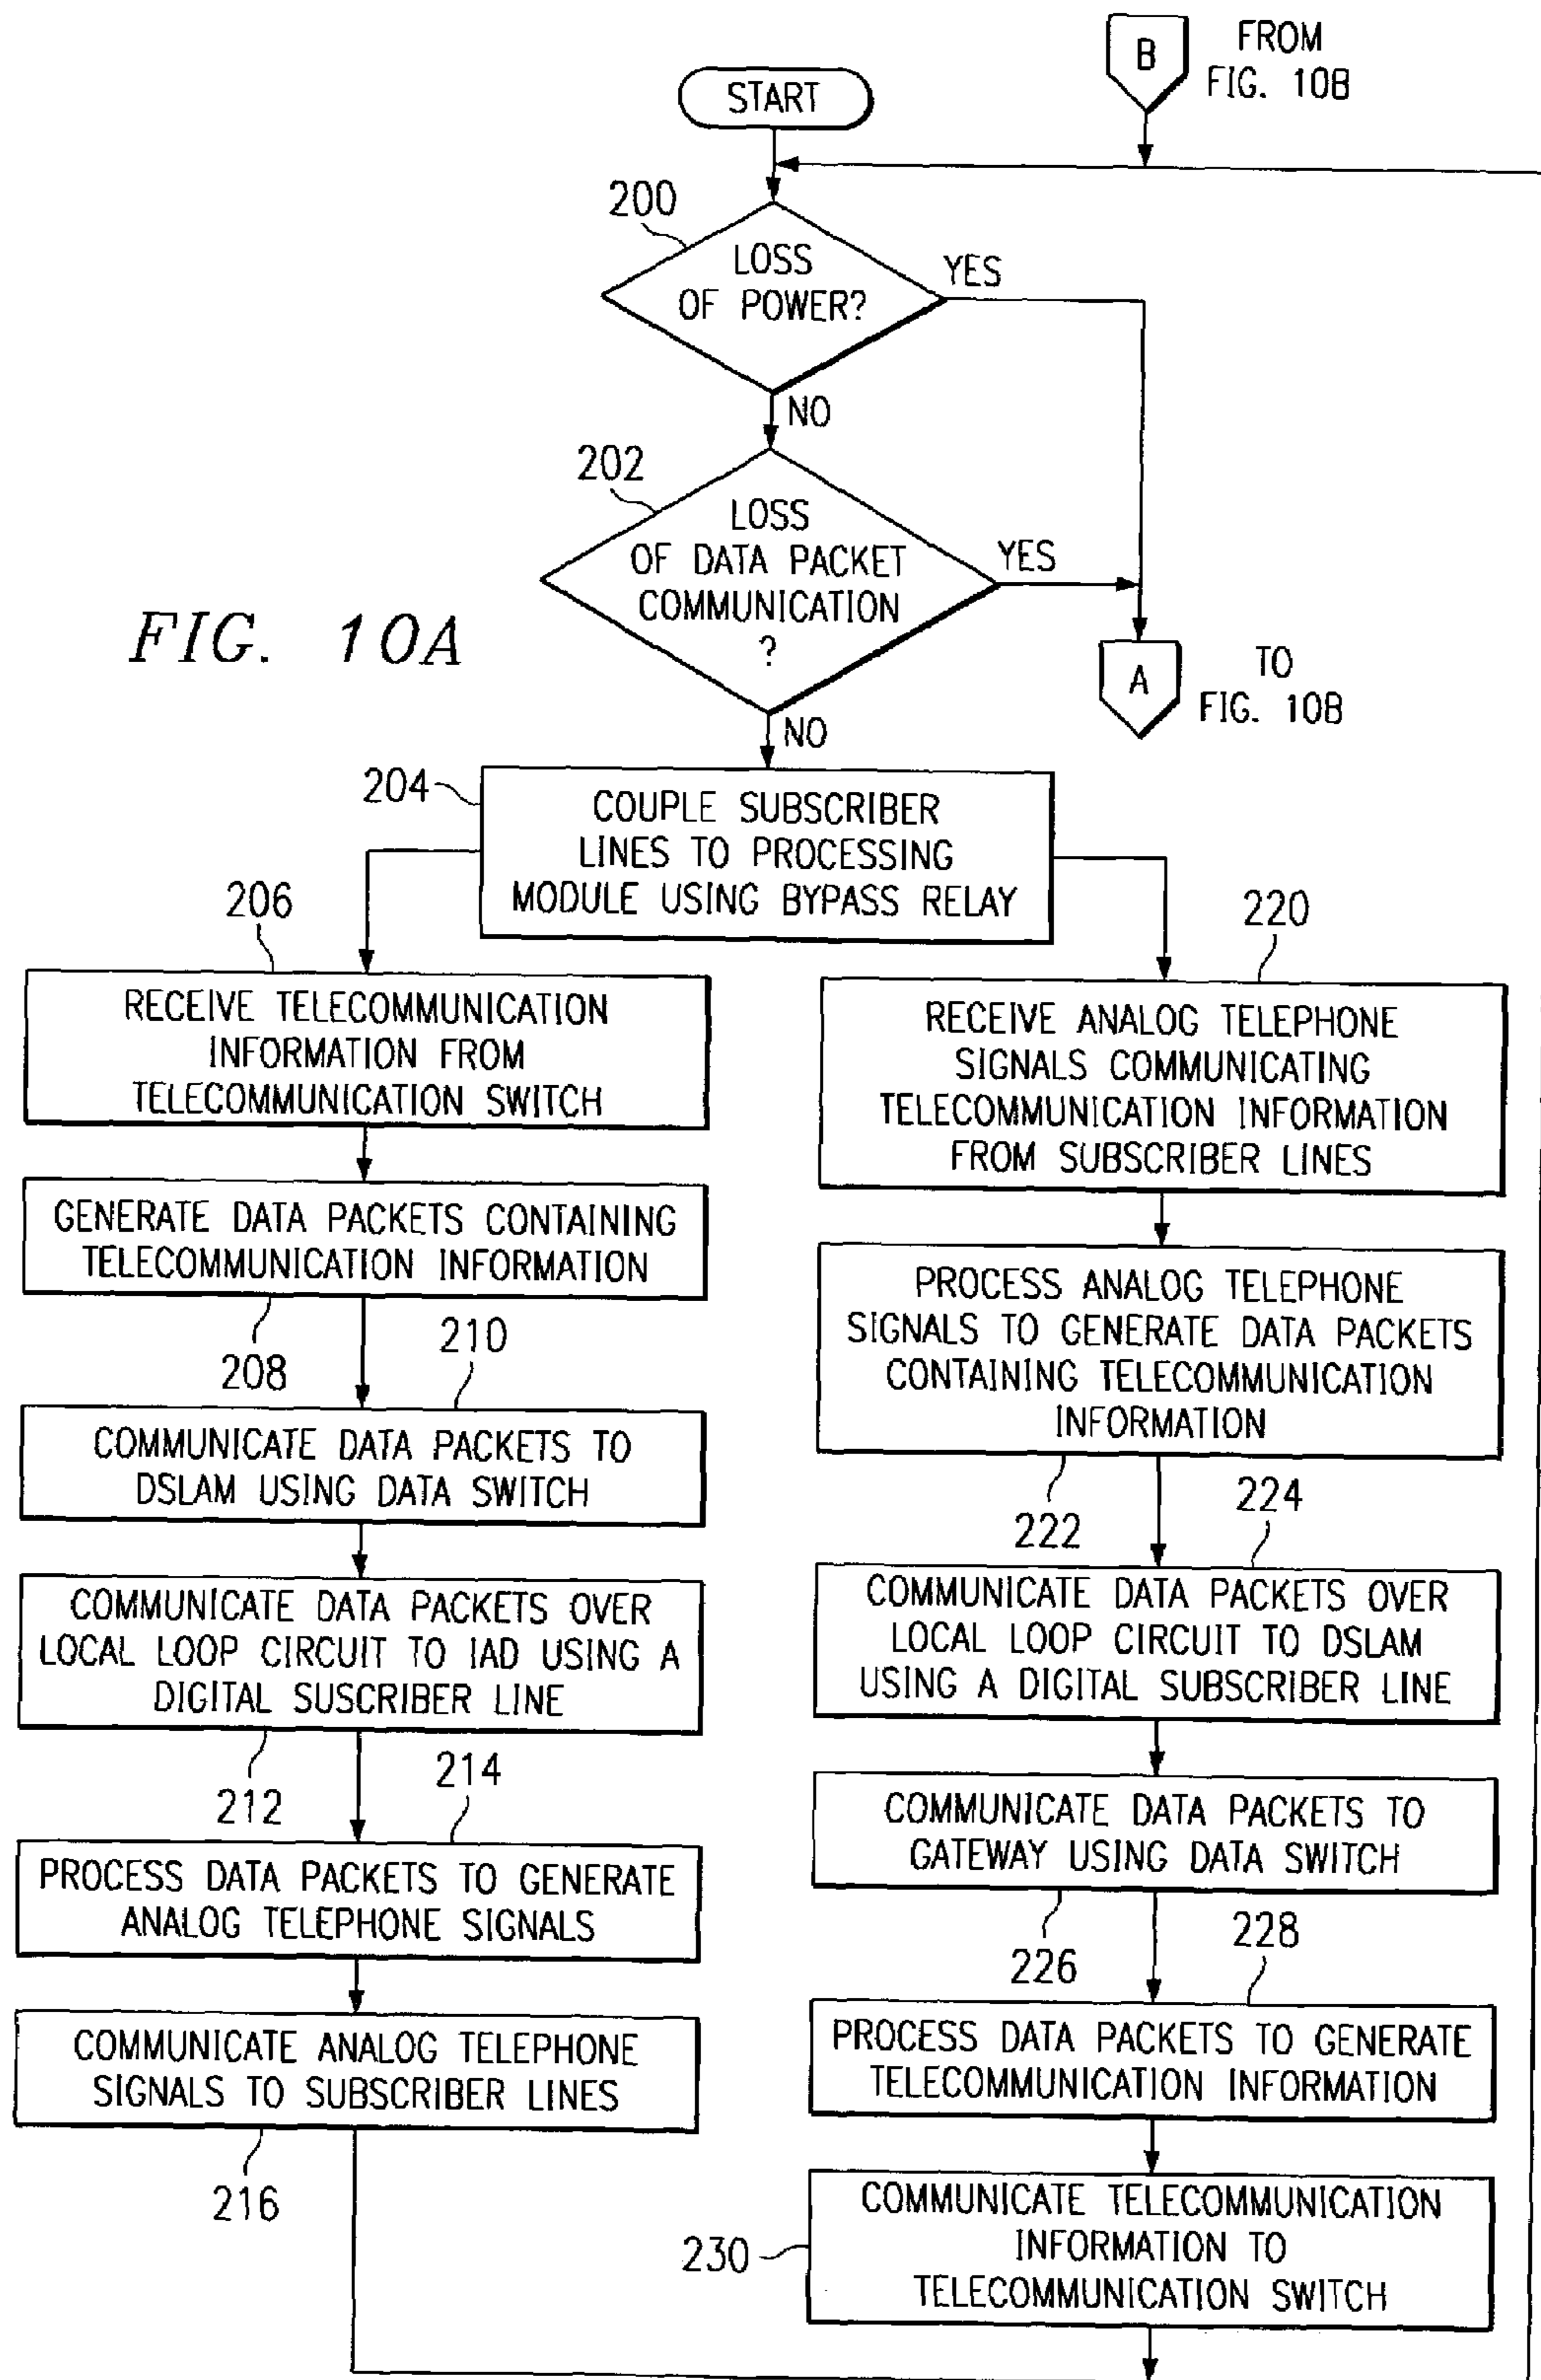 B
FROM
FIG. 10B
START
200
LOSS
OF POWER?
YES
NO
202
LOSS
OF DATA PACKET
COMMUNICATION
?
YES
FIG. 10A
A
TO
FIG. 10B
NO
204
COUPLE SUBSCRIBER
LINES TO PROCESSING
MODULE USING BYPASS RELAY
206
RECEIVE TELECOMMUNICATION
INFORMATION FROM
TELECOMMUNICATION SWITCH
GENERATE DATA PACKETS CONTAINING
TELECOMMUNICATION INFORMATION
208
210
COMMUNICATE DATA PACKETS TO
DSLAM USING DATA SWITCH
COMMUNICATE DATA PACKETS OVER
LOCAL LOOP CIRCUIT TO IAD USING A
DIGITAL SUSCRIBER LINE
212
214
PROCESS DATA PACKETS TO GENERATE
ANALOG TELEPHONE SIGNALS
COMMUNICATE ANALOG TELEPHONE
SIGNALS TO SUBSCRIBER LINES
216
220
RECEIVE ANALOG TELEPHONE
SIGNALS COMMUNICATING
TELECOMMUNICATION INFORMATION
FROM SUBSCRIBER LINES
PROCESS ANALOG TELEPHONE
SIGNALS TO GENERATE DATA PACKETS
CONTAINING TELECOMMUNICATION
INFORMATION
222
224
COMMUNICATE DATA PACKETS OVER
LOCAL LOOP CIRCUIT TO DSLAM
USING A DIGITAL SUBSCRIBER LINE
COMMUNICATE DATA PACKETS TO
GATEWAY USING DATA SWITCH
226
228
PROCESS DATA PACKETS TO GENERATE
TELECOMMUNICATION INFORMATION
230
COMMUNICATE TELECOMMUNICATION
INFORMATION TO
TELECOMMUNICATION SWITCH